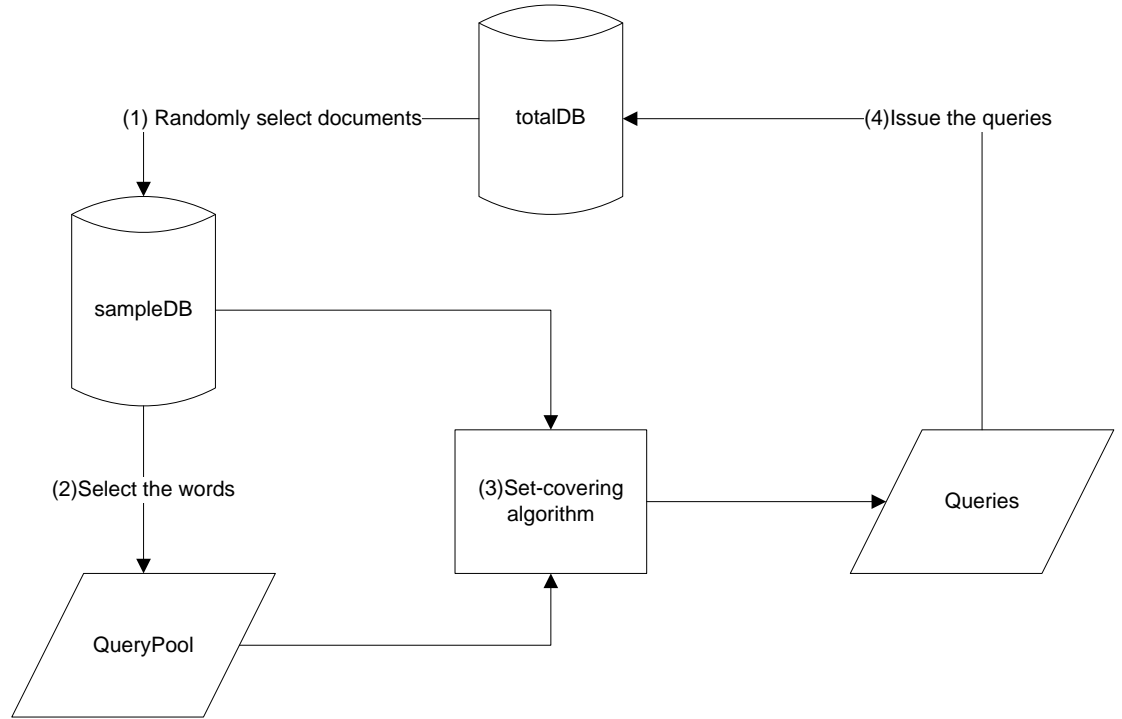 totalDB
(1) Randomly select documents
(4)Issue the queries
sampleDB
(2)Select the words
(3)Set-covering
algorithm
Queries
QueryPool